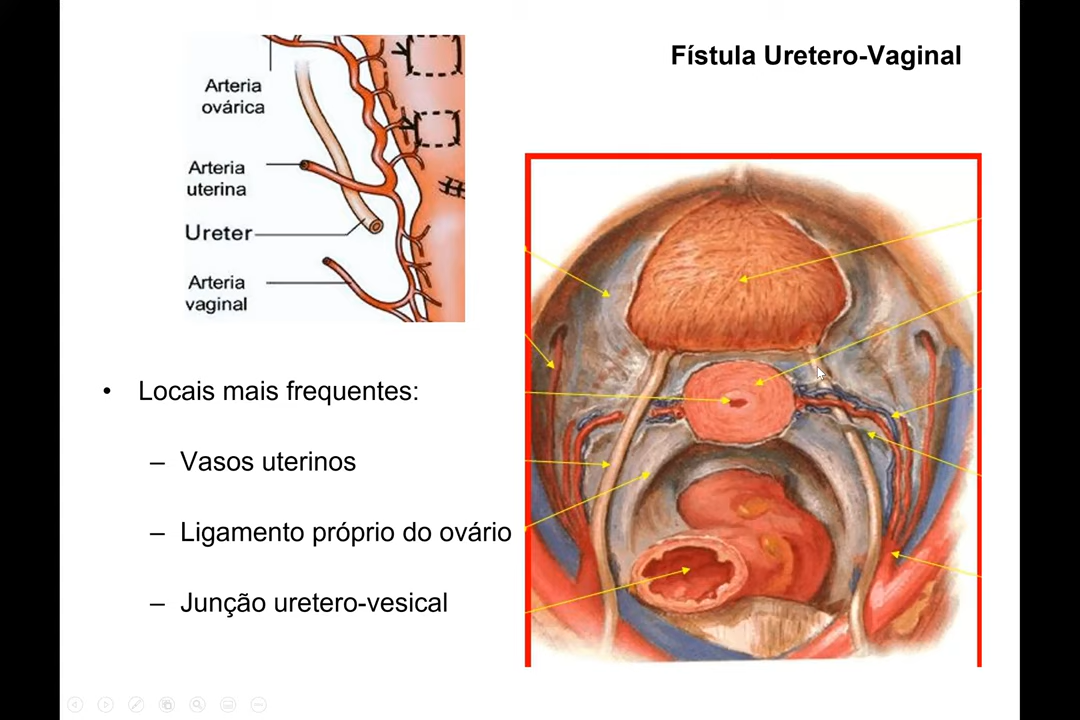 Fístula Uretero-Vaginal
Arteria
ovárica
Arteria
uterina
Ureter
Arteria
vaginal
• Locais mais frequentes:
– Vasos uterinos
– Ligamento próprio do ovário
– Junção uretero-vesical